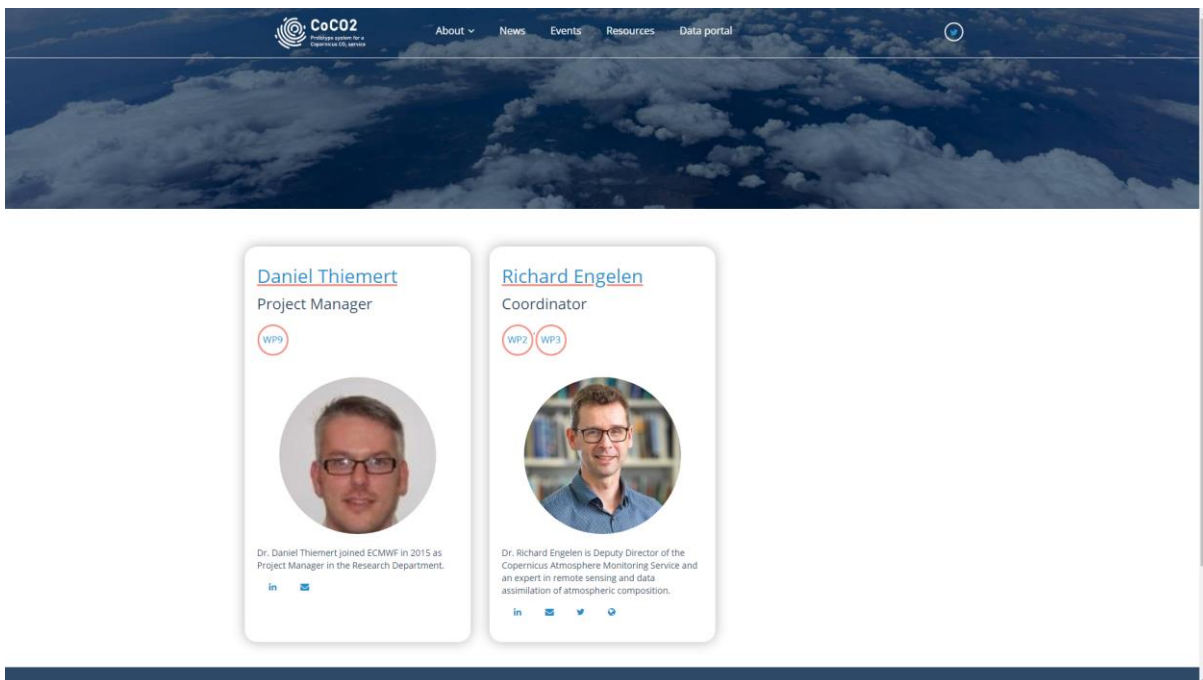 CoCO2
Prototype system for a
Copernicus CO₂ service
About
News
Events
Resources
Data portal
Daniel Thiemert
Project Manager
WP9
Dr. Daniel Thiemert joined ECMWF in 2015 as
Project Manager in the Research Department.
in
Richard Engelen
Coordinator
WP2, WP3
Dr. Richard Engelen is Deputy Director of the
Copernicus Atmosphere Monitoring Service and
an expert in remote sensing and data
assimilation of atmospheric composition.
in